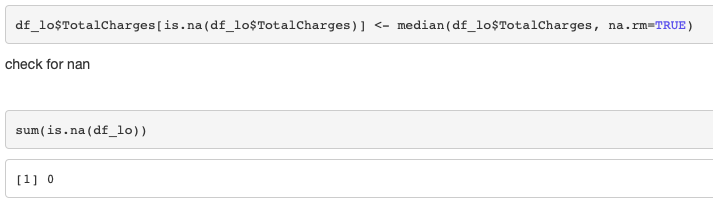 df_lo$TotalCharges[is.na(df_lo$TotalCharges)] <- median(df_lo$TotalCharges, na.rm=TRUE)
check for nan
sum(is.na(df_lo))
[1] 0